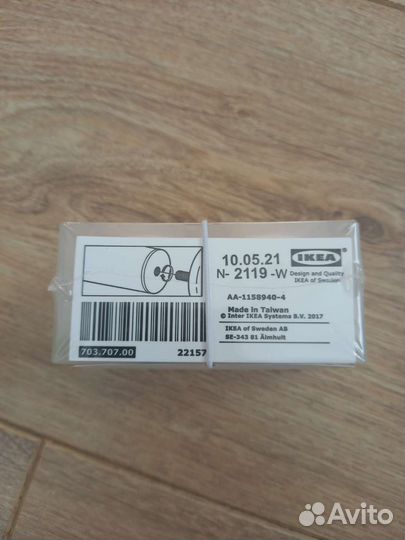 10.05.21
N- 2119 -W
IKEA
Design and Quality
IKEA of Sweden
AA-1158940-4
Made in Taiwan
© Inter IKEA Systems B.V. 2017
IKEA of Sweden AB
SE-343 81 Älmhult
703.707.00
22157
Avito